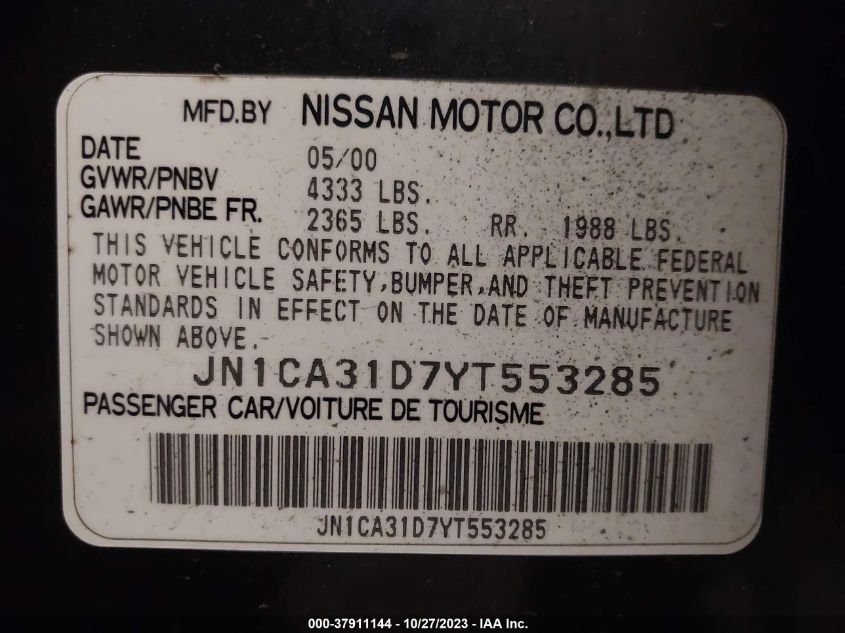 MFD.BY NISSAN MOTOR CO.,LTD
DATE 05/00
GVWR/PNBV 4333 LBS.
GAWR/PNBE FR. 2365 LBS. RR. 1988 LBS.
THIS VEHICLE CONFORMS TO ALL APPLICABLE FEDERAL
MOTOR VEHICLE SAFETY,BUMPER,AND THEFT PREVENTION
STANDARDS IN EFFECT ON THE DATE OF MANUFACTURE
SHOWN ABOVE.
JN1CA31D7YT553285
PASSENGER CAR/VOITURE DE TOURISME
JN1CA31D7YT553285
000-37911144 - 10/27/2023 - IAA Inc.